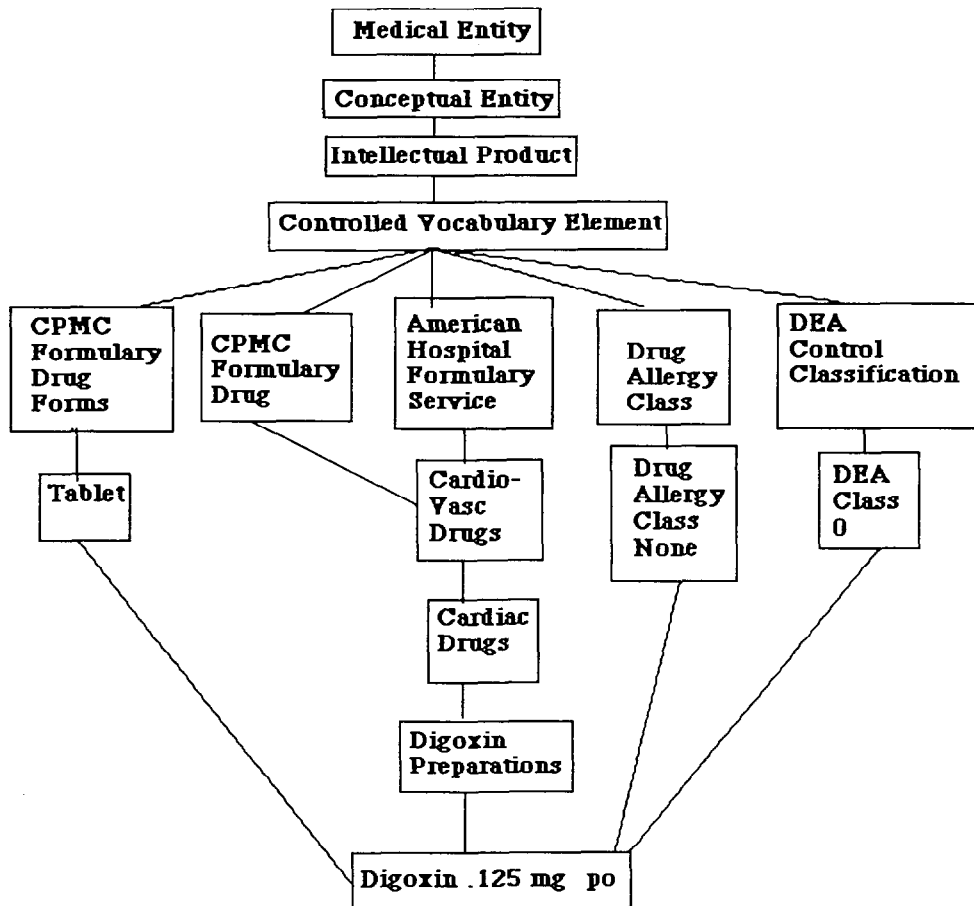 Medical Entity
Conceptual Entity
Intellectual Product
Controlled Vocabulary Element
CPMC
Formulary
Drug
Forms
CPMC
Formulary
Drug
American
Hospital
Formulary
Service
Drug
Allergy
Class
DEA
Control
Classification
Tablet
Cardio-
Vasc
Drugs
Drug
Allergy
Class
None
DEA
Class
0
Cardiac
Drugs
Digoxin
Preparations
Digoxin .125 mg po